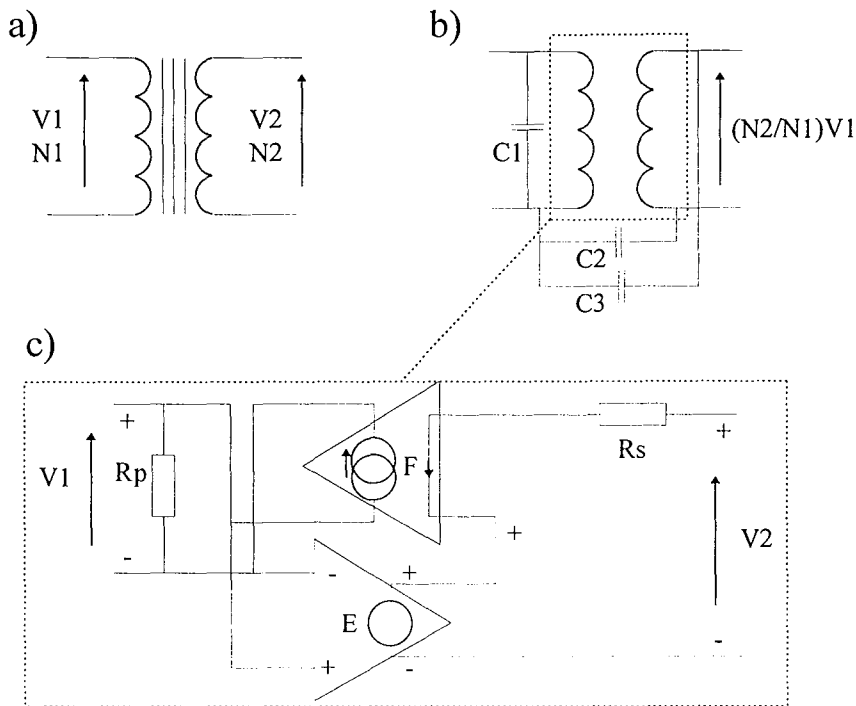 a)
V1
N1
V2
N2
b)
C1
(N2/N1)V1
C2
C3
c)
+
V1
Rp
-
F
Rs
+
+
V2
-
+
E
+
-
-